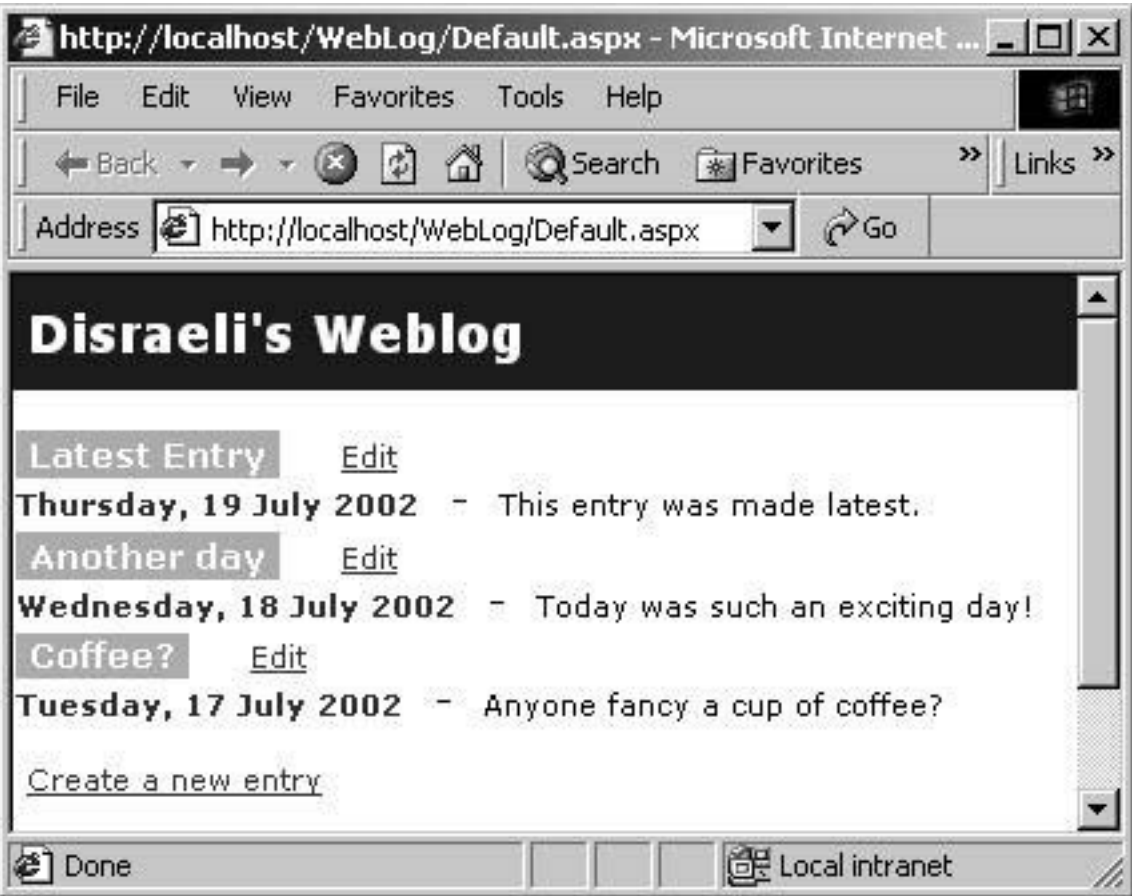 http://localhost/WebLog/Default.aspx - Microsoft Internet ...
File Edit View Favorites Tools Help
Back Search Favorites » Links »
Address http://localhost/WebLog/Default.aspx Go
Disraeli's Weblog
Latest Entry Edit
Thursday, 19 July 2002 - This entry was made latest.
Another day Edit
Wednesday, 18 July 2002 - Today was such an exciting day!
Coffee? Edit
Tuesday, 17 July 2002 - Anyone fancy a cup of coffee?
Create a new entry
Done Local intranet